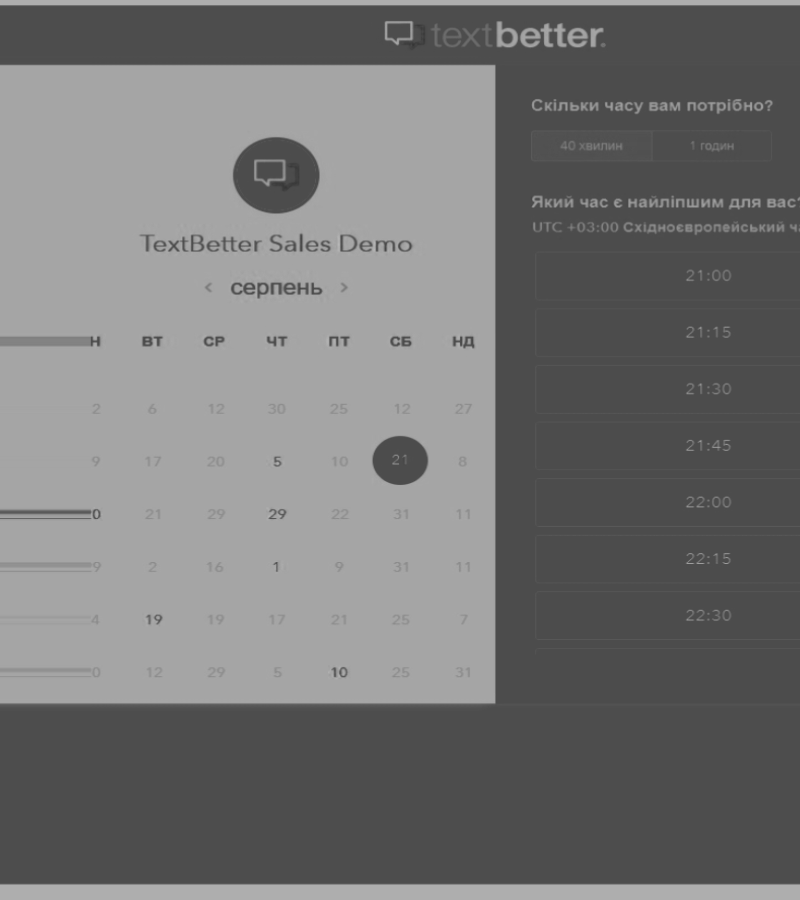 textbetter.
TextBetter Sales Demo
< серпень >
Н ВТ СР ЧТ ПТ СБ НД
2 6 12 30 25 12 27
9 17 20 5 10 21 8
0 21 29 29 22 31 11
9 2 16 1 9 31 11
4 19 19 17 21 25 7
0 12 29 5 10 25 31
Скільки часу вам потрібно?
40 хвилин 1 годин
Який час є найліпшим для вас?
UTC +03:00 Східноєвропейський ча
21:00
21:15
21:30
21:45
22:00
22:15
22:30